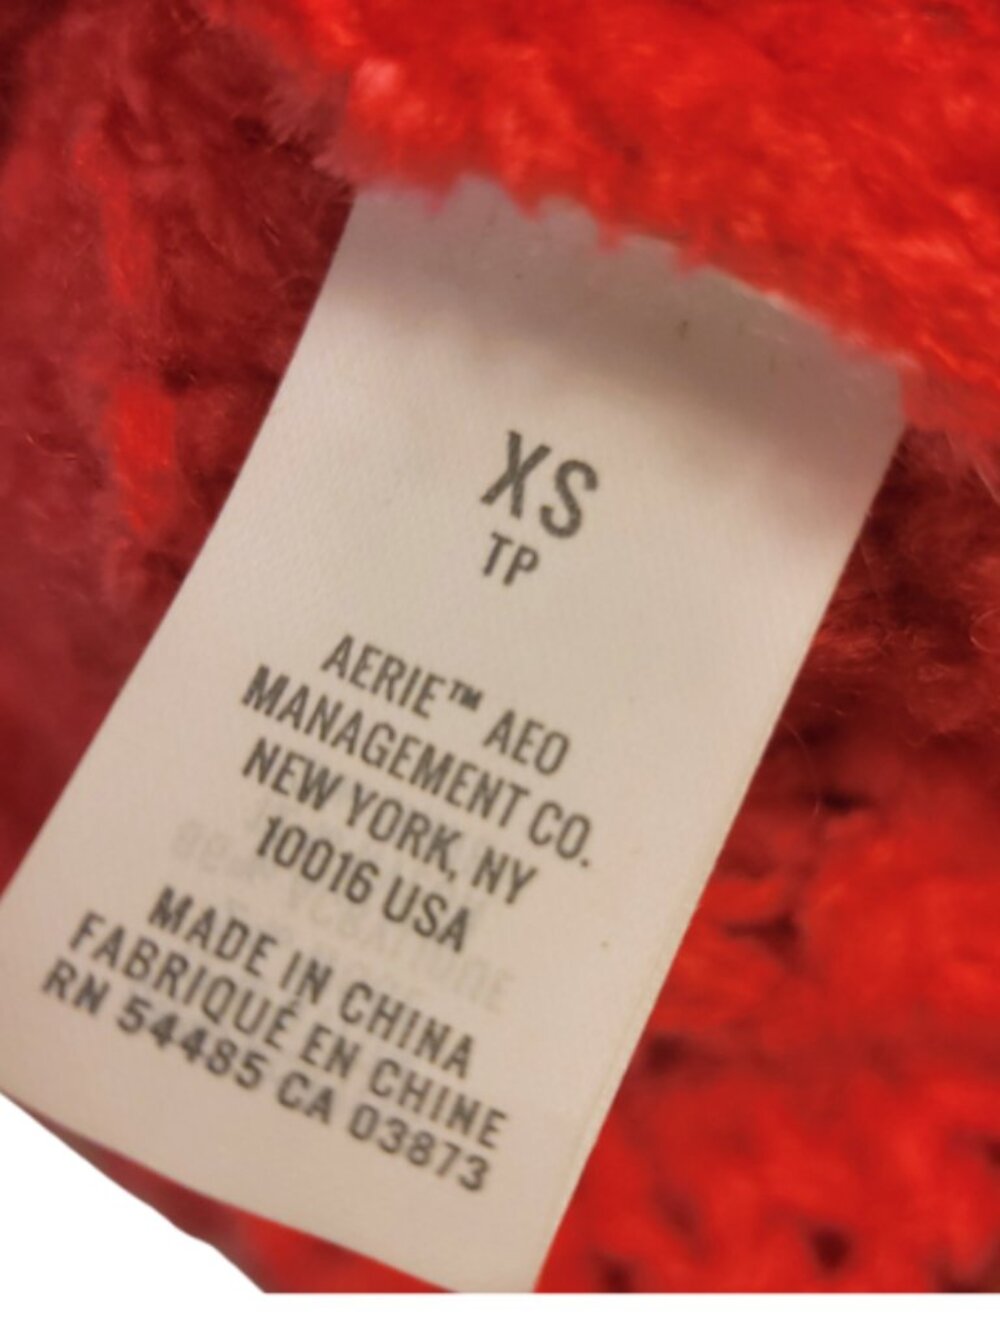 XS
TP
AERIE™ AEO
MANAGEMENT CO.
NEW YORK, NY
10016 USA
MADE IN CHINA
FABRIQUÉ EN CHINE
RN 54485 CA 03873